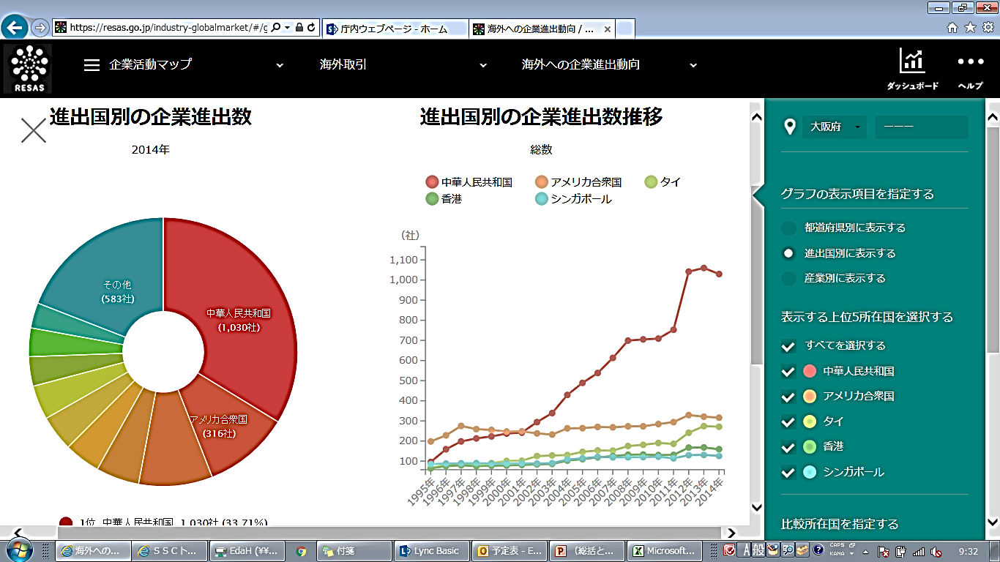 https://resas.go.jp/industry-globalmarket/#/g
庁内ウェブページ - ホーム
海外への企業進出動向 / ...
RESAS
企業活動マップ
海外取引
海外への企業進出動向
ダッシュボード
ヘルプ
進出国別の企業進出数
2014年
その他
(583社)
中華人民共和国
(1,030社)
アメリカ合衆国
(316社)
1位 中華人民共和国 1,030社 (33.71%)
進出国別の企業進出数推移
総数
中華人民共和国
アメリカ合衆国
タイ
香港
シンガポール
(社)
1,100
1,000
900
800
700
600
500
400
300
200
100
1995年
1996年
1997年
1998年
1999年
2000年
2001年
2002年
2003年
2004年
2005年
2006年
2007年
2008年
2009年
2010年
2011年
2012年
2013年
2014年
大阪府
ーーー
グラフの表示項目を指定する
都道府県別に表示する
進出国別に表示する
産業別に表示する
表示する上位5所在国を選択する
すべてを選択する
中華人民共和国
アメリカ合衆国
タイ
香港
シンガポール
比較所在国を指定する
海外への...
ＳＳＣト...
EdaH (¥¥...
付箋
Lync Basic
予定表 - E...
（総括と...
Microsoft...
A 般
CAPS
KANA
9:32